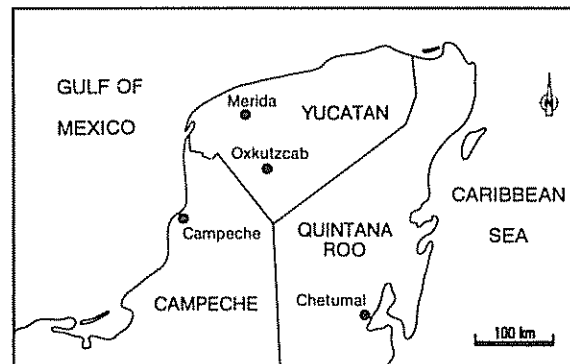 GULF OF
MEXICO
Merida
YUCATAN
N
Oxkutzcab
CARIBBEAN
SEA
Campeche
QUINTANA
ROO
CAMPECHE
Chetumal
100 km